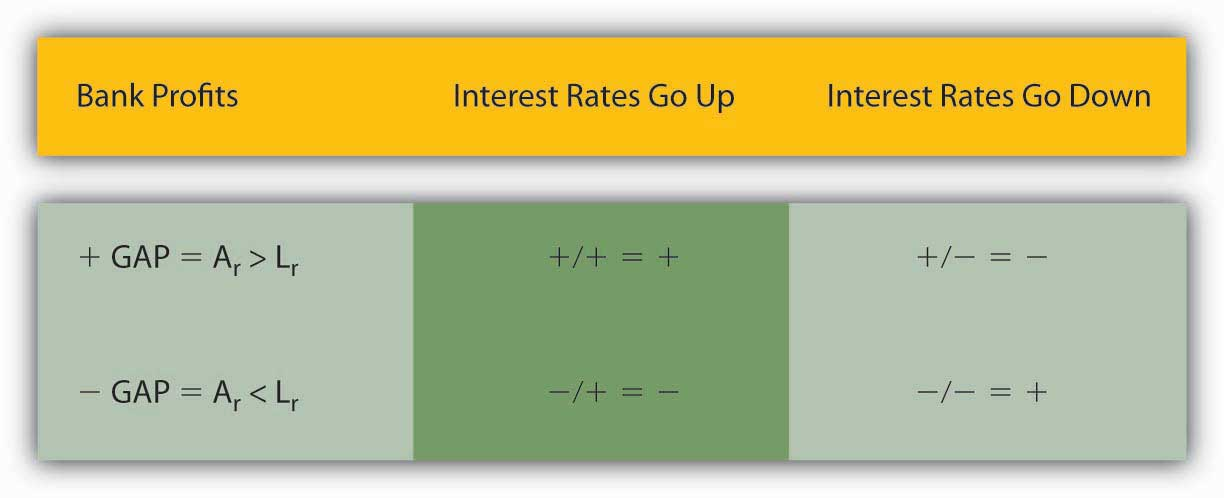 Bank Profits Interest Rates Go Up Interest Rates Go Down
+ GAP = Aᵣ > Lᵣ +/+ = + +/− = −
− GAP = Aᵣ < Lᵣ −/+ = − −/− = +